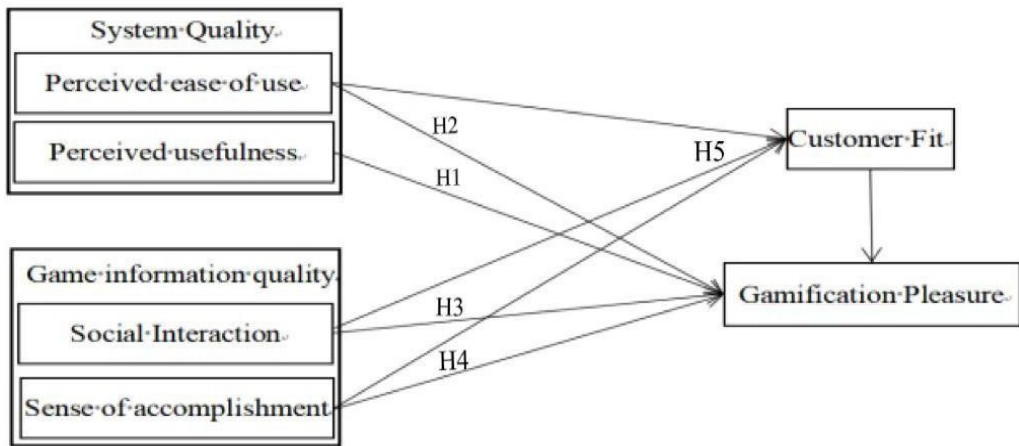 System Quality
Perceived ease of use
Perceived usefulness
Game information quality
Social Interaction
Sense of accomplishment
H2
H1
H5
H3
H4
Customer Fit
Gamification Pleasure